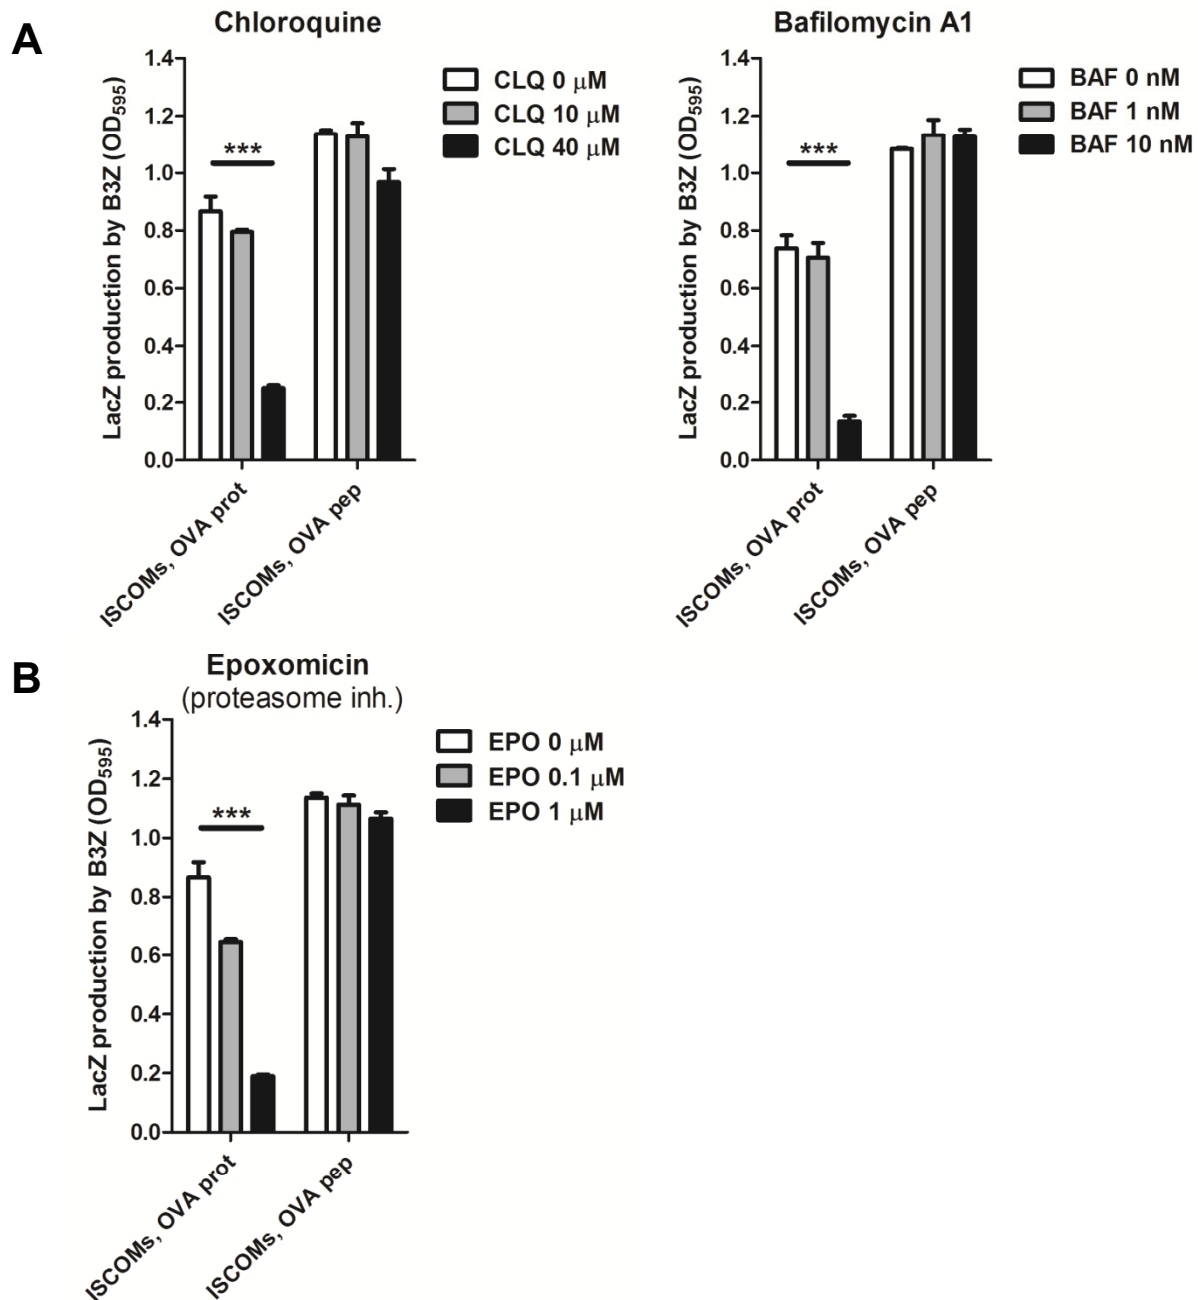 A
Chloroquine
LacZ production by B3Z (OD595)
1.4
1.2
1.0
0.8
0.6
0.4
0.2
0.0
***
CLQ 0 μM
CLQ 10 μM
CLQ 40 μM
ISCOMs, OVA prot
ISCOMs, OVA pep
Bafilomycin A1
LacZ production by B3Z (OD595)
1.4
1.2
1.0
0.8
0.6
0.4
0.2
0.0
***
BAF 0 nM
BAF 1 nM
BAF 10 nM
ISCOMs, OVA prot
ISCOMs, OVA pep
B
Epoxomicin
(proteasome inh.)
LacZ production by B3Z (OD595)
1.4
1.2
1.0
0.8
0.6
0.4
0.2
0.0
***
EPO 0 μM
EPO 0.1 μM
EPO 1 μM
ISCOMs, OVA prot
ISCOMs, OVA pep